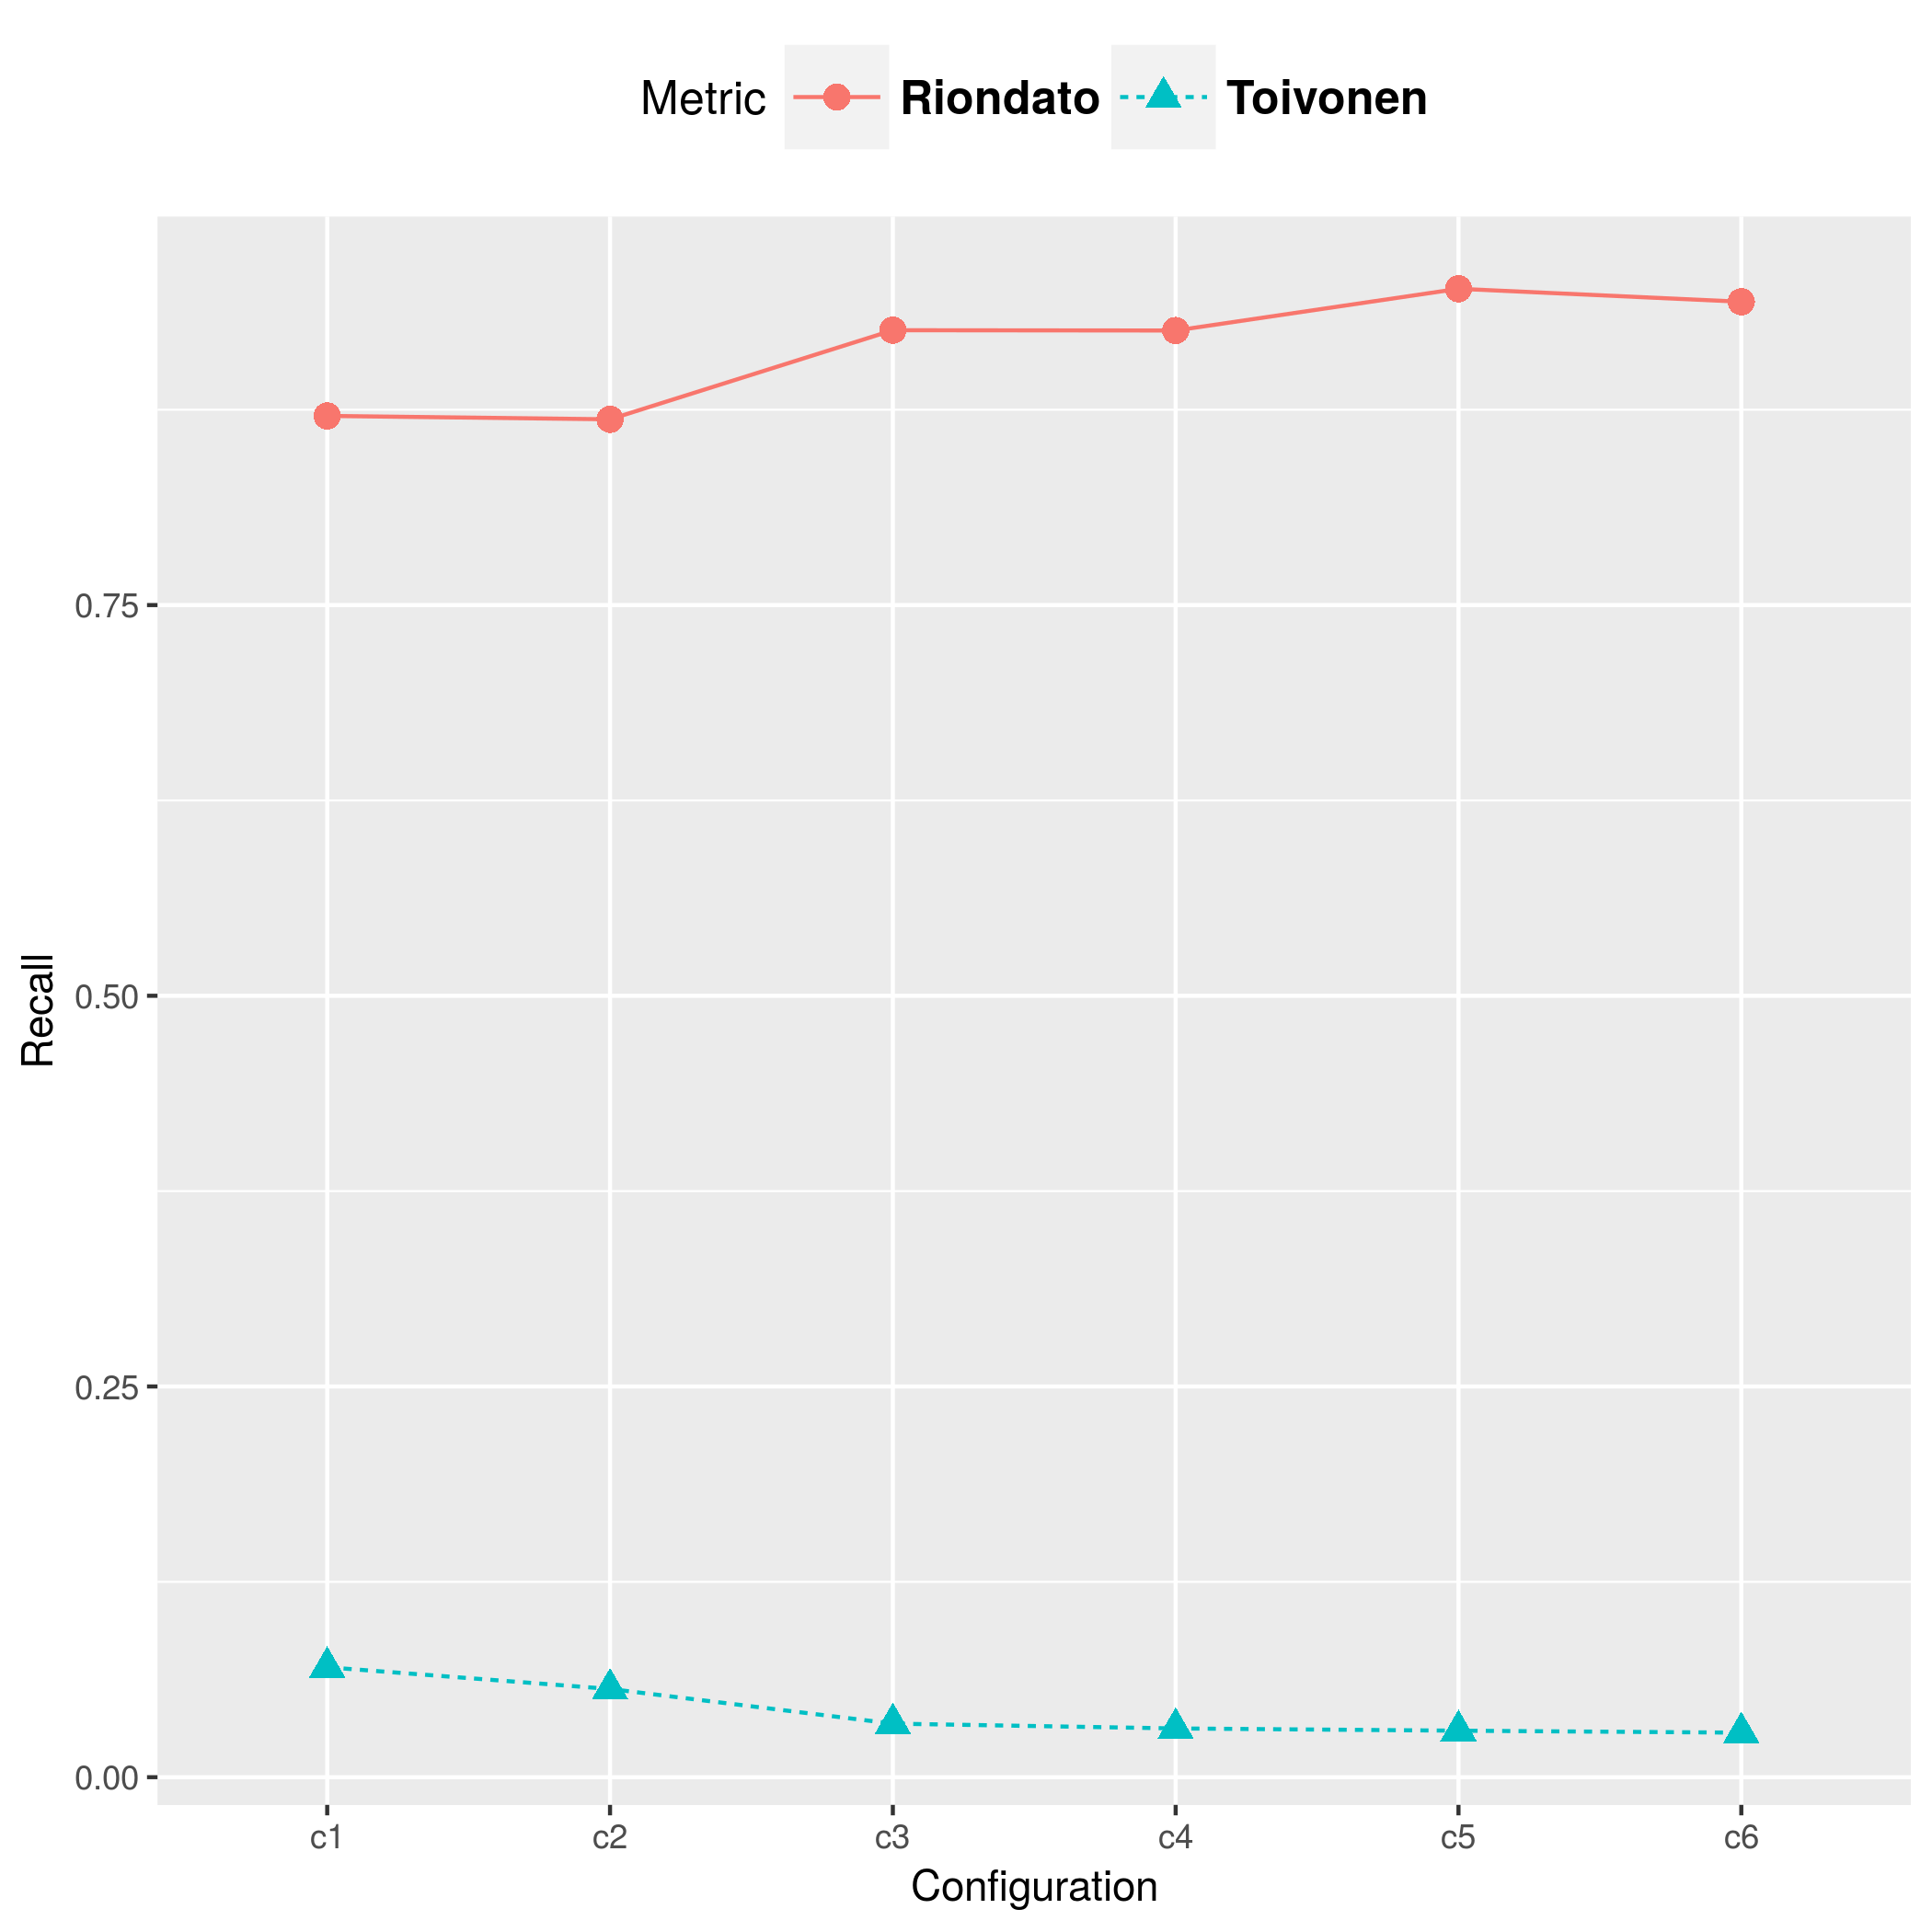 Metric Riondato Toivonen
0.75
0.50
0.25
0.00
Recall
c1 c2 c3 c4 c5 c6
Configuration